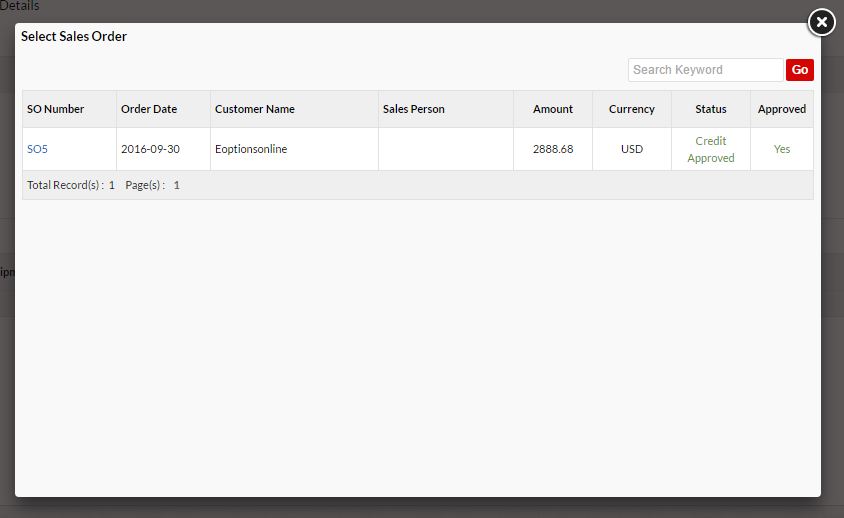 Details
Select Sales Order
Search Keyword Go
SO Number Order Date Customer Name Sales Person Amount Currency Status Approved
SO5 2016-09-30 Eoptionsonline 2888.68 USD Credit Approved Yes
Total Record(s) : 1 Page(s) : 1